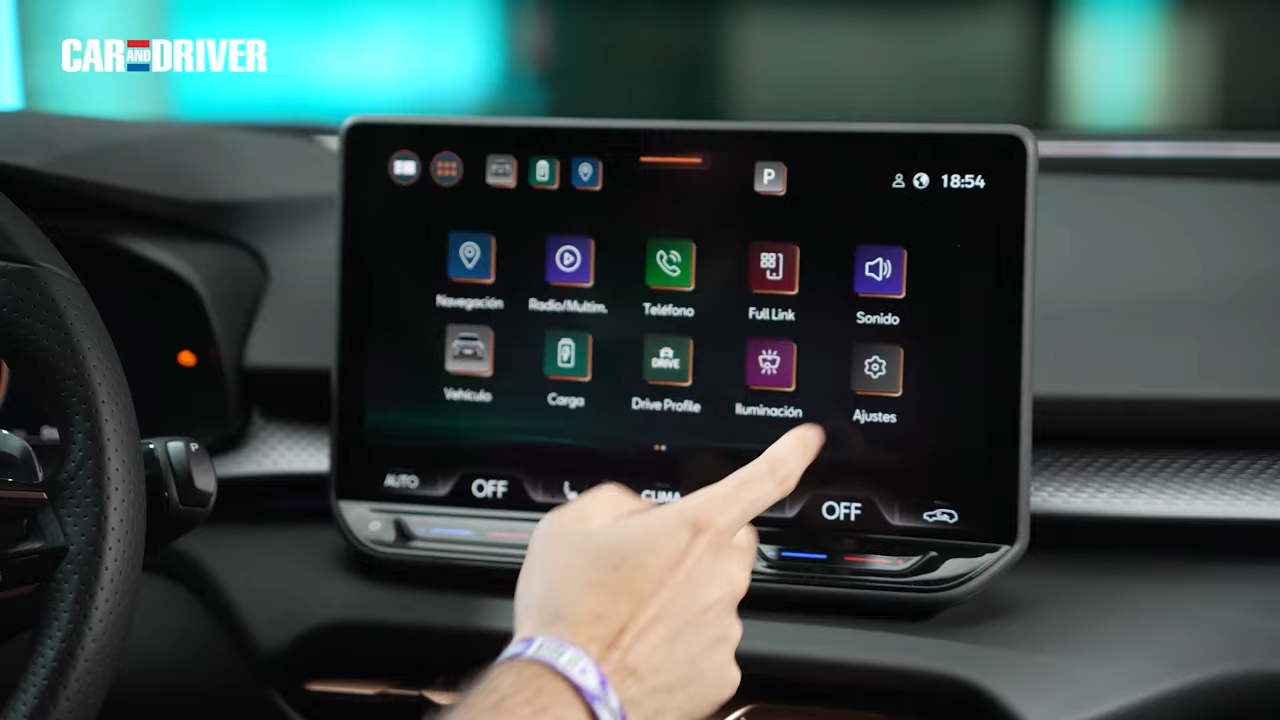 CAR AND DRIVER
P
18:54
Navegación
Radio/Multim.
Teléfono
Full Link
Sonido
DRIVE
Vehículo
Carga
Drive Profile
Iluminación
Ajustes
AUTO
OFF
CLIMA
OFF
P